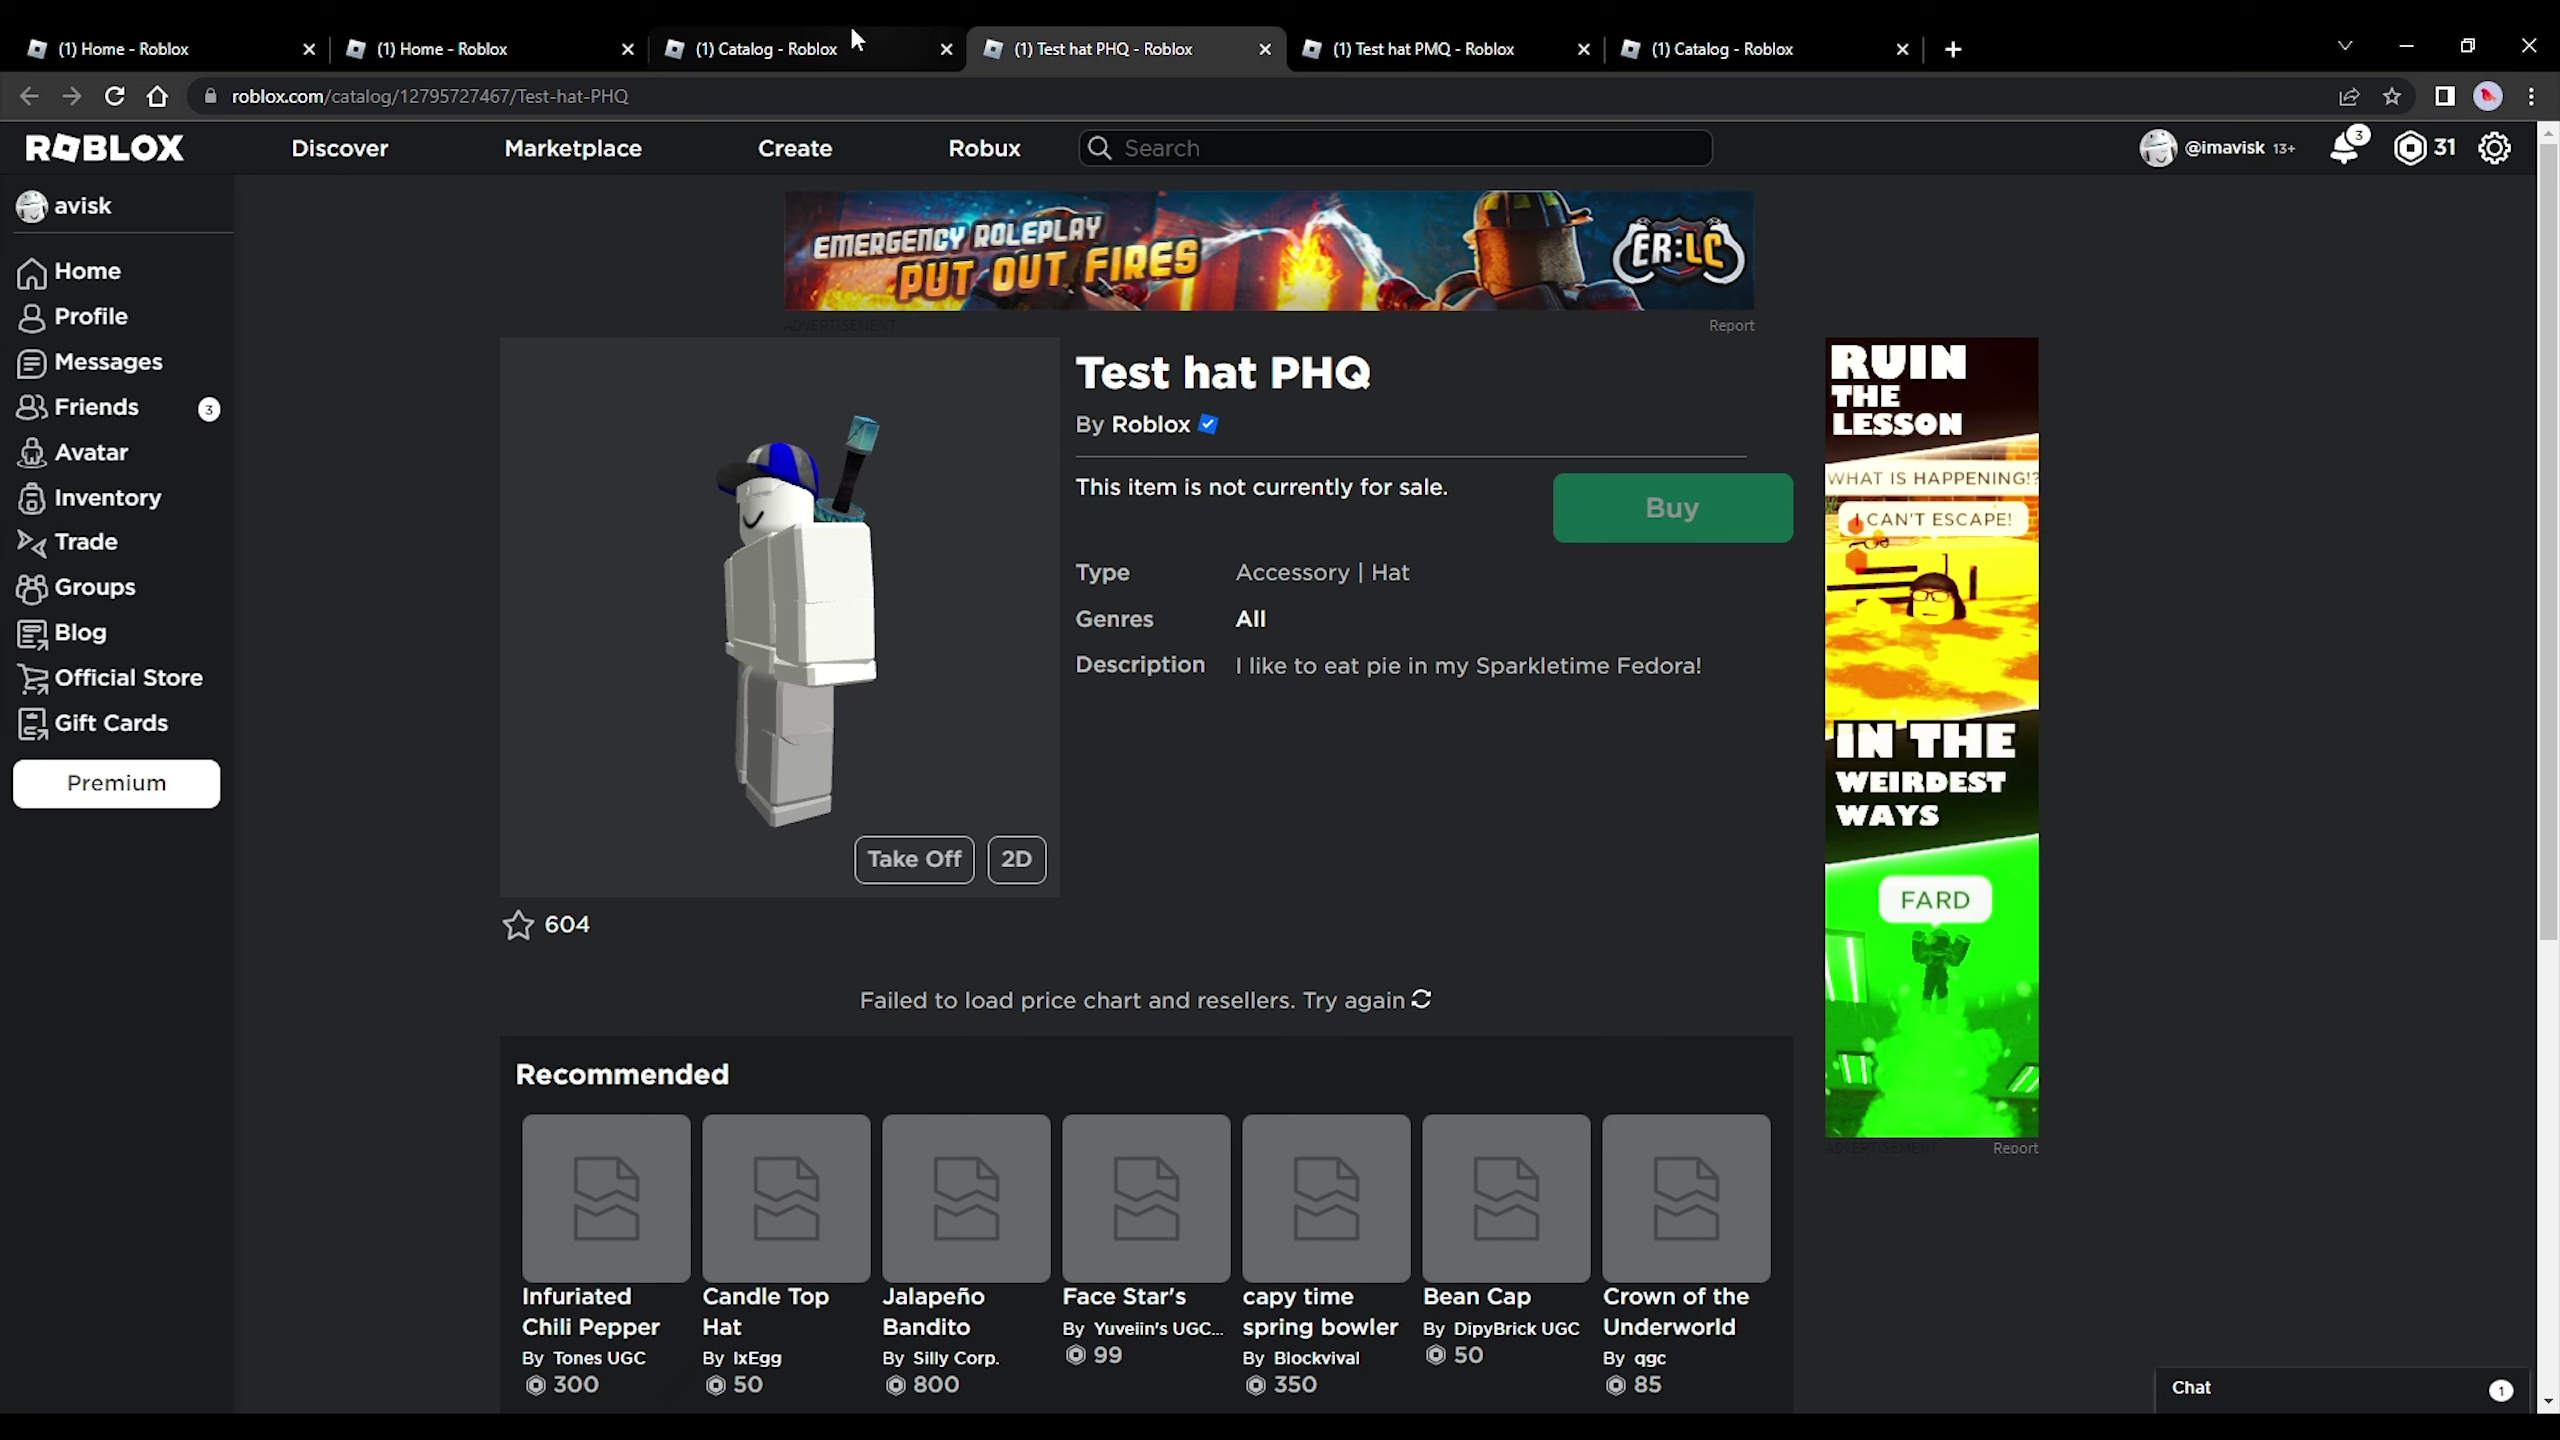 (1) Home - Roblox
(1) Home - Roblox
(1) Catalog - Roblox
(1) Test hat PHQ - Roblox
(1) Test hat PMQ - Roblox
(1) Catalog - Roblox
roblox.com/catalog/12795727467/Test-hat-PHQ
ROBLOX
Discover
Marketplace
Create
Robux
Search
@imavisk 13+
3
31
avisk
Home
Profile
Messages
Friends 3
Avatar
Inventory
Trade
Groups
Blog
Official Store
Gift Cards
Premium
EMERGENCY ROLEPLAY
PUT OUT FIRES
ER:LC
ADVERTISEMENT
Report
Test hat PHQ
By Roblox
This item is not currently for sale.
Buy
Type Accessory | Hat
Genres All
Description I like to eat pie in my Sparkletime Fedora!
Take Off
2D
604
Failed to load price chart and resellers. Try again
RUIN
THE
LESSON
WHAT IS HAPPENING!?
I CAN'T ESCAPE!
IN THE
WEIRDEST
WAYS
FARD
ADVERTISEMENT
Report
Recommended
Infuriated
Chili Pepper
By Tones UGC
300
Candle Top
Hat
By IxEgg
50
Jalapeño
Bandito
By Silly Corp.
800
Face Star's
By Yuveiin's UGC...
99
capy time
spring bowler
By Blockvival
350
Bean Cap
By DipyBrick UGC
50
Crown of the
Underworld
By qgc
85
Chat
1